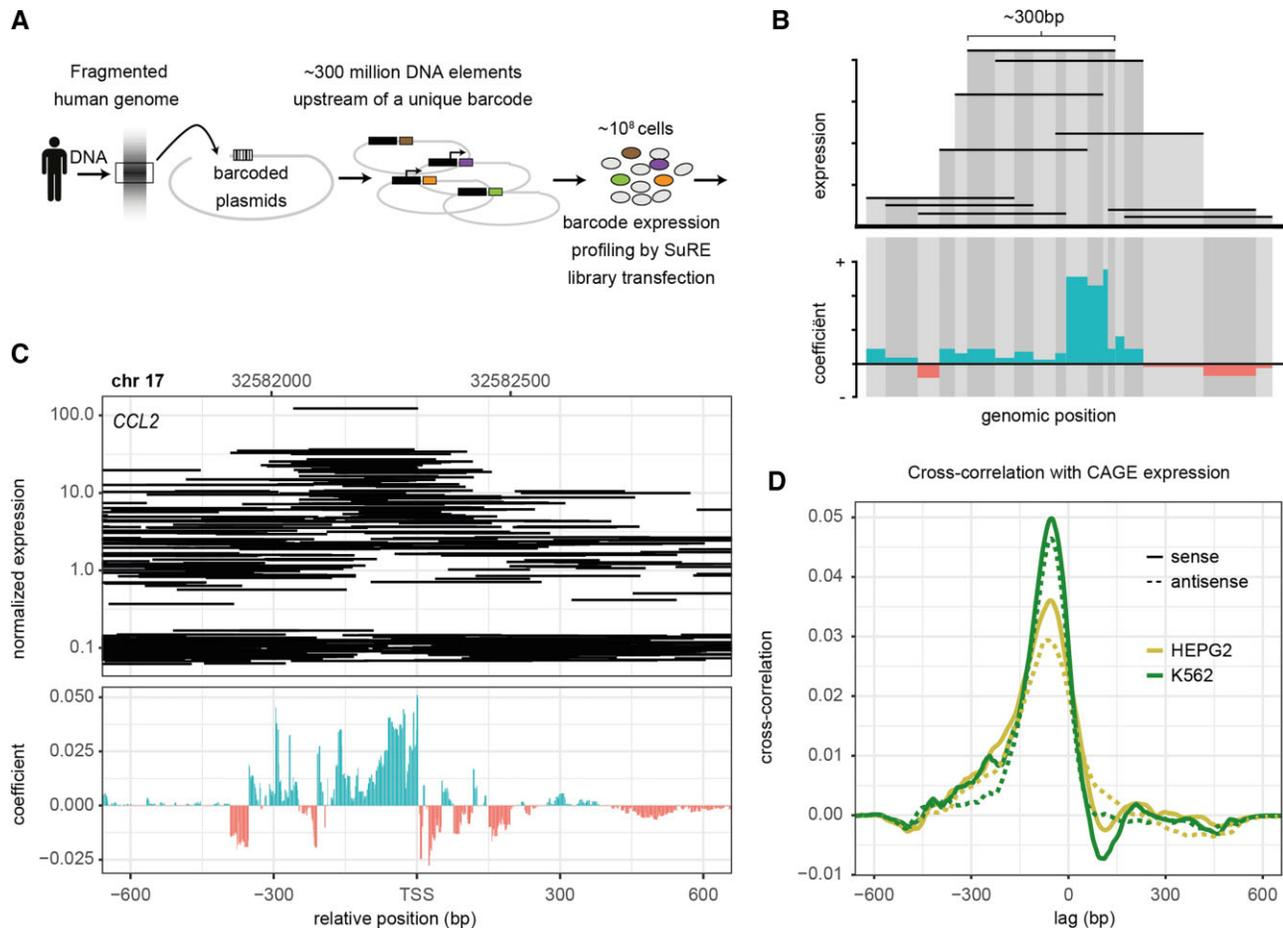 A
Fragmented
human genome
DNA
barcoded
plasmids
~300 million DNA elements
upstream of a unique barcode
~10⁸ cells
barcode expression
profiling by SuRE
library transfection
B
~300bp
expression
+
coefficiënt
-
genomic position
C
chr 17
32582000
32582500
CCL2
normalized expression
100.0
10.0
1.0
0.1
coefficient
0.050
0.025
0.000
−0.025
−600
−300
TSS
300
600
relative position (bp)
D
Cross-correlation with CAGE expression
cross-correlation
0.05
0.04
0.03
0.02
0.01
0.00
−0.01
sense
antisense
HEPG2
K562
−600
−300
0
300
600
lag (bp)